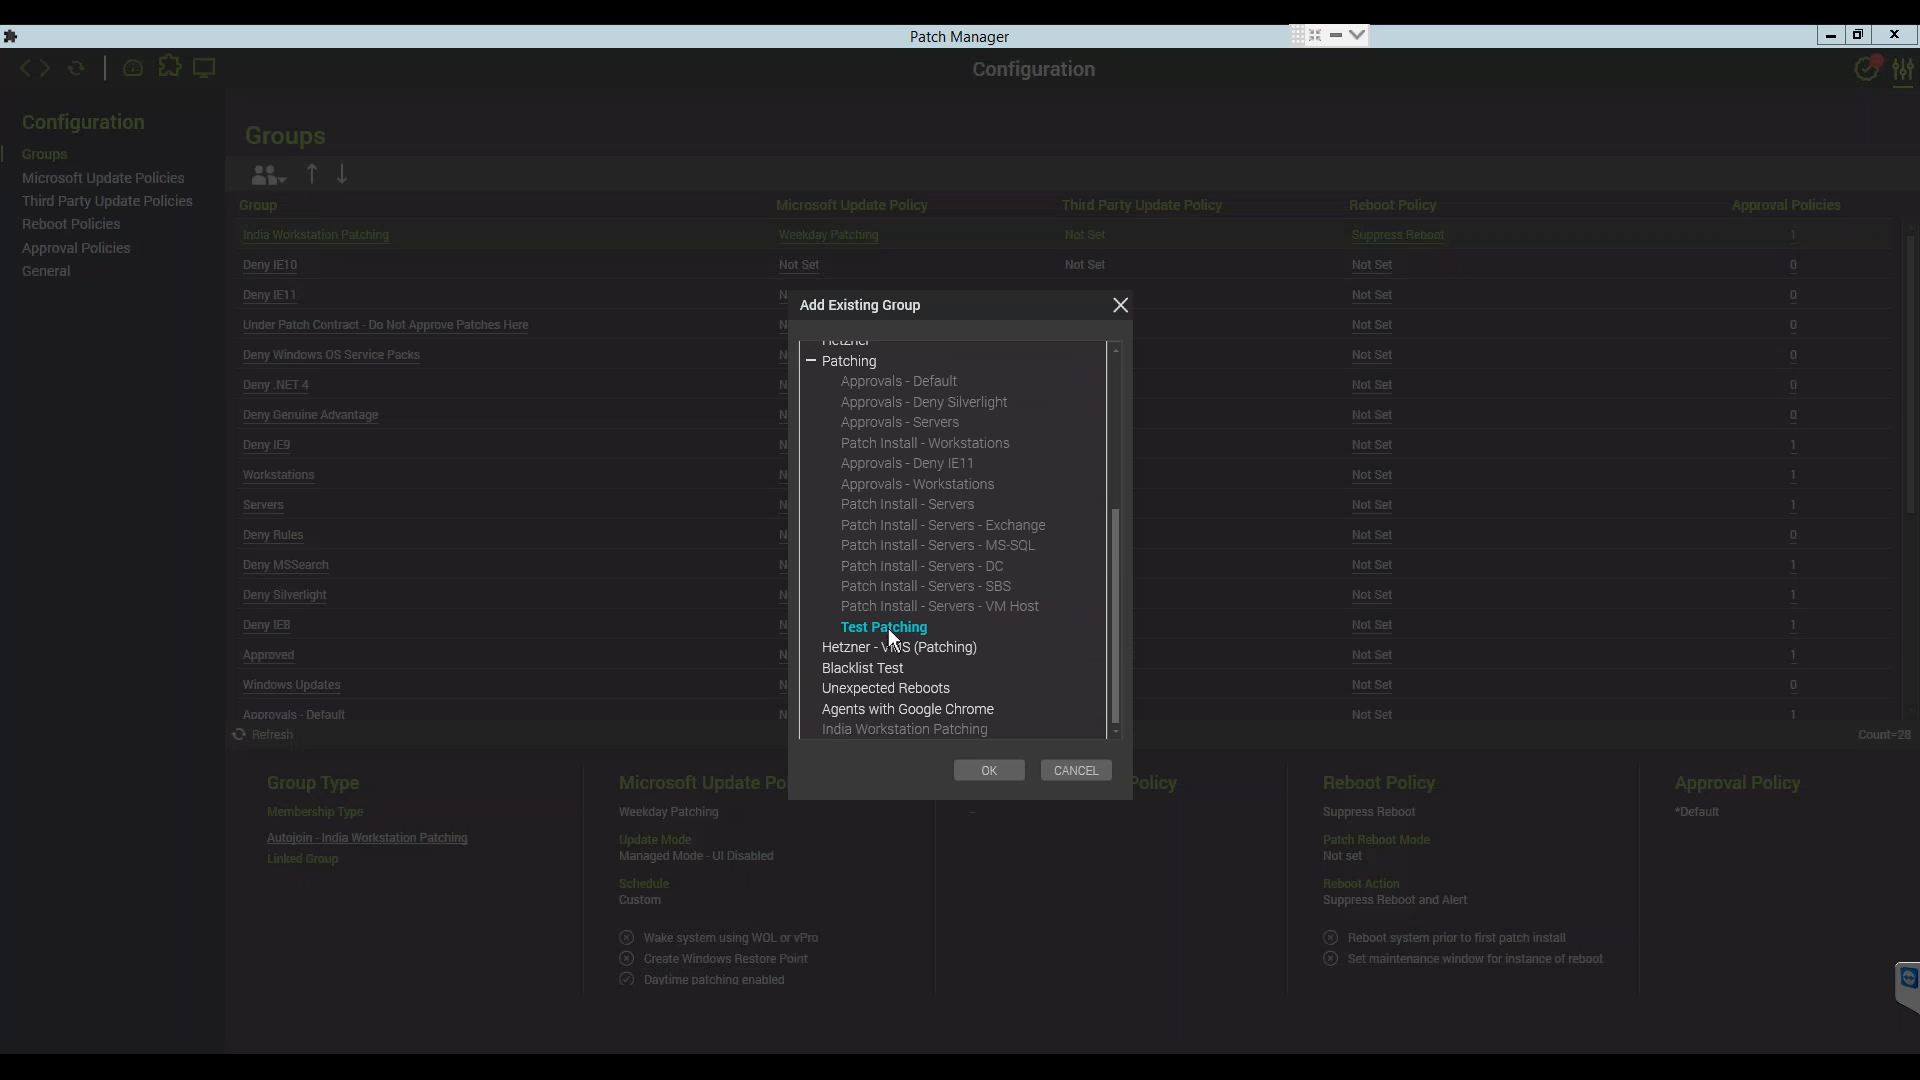 Patch Manager
Configuration
Configuration
Groups
Microsoft Update Policies
Third Party Update Policies
Reboot Policies
Approval Policies
General
Groups
Group Microsoft Update Policy Third Party Update Policy Reboot Policy Approval Policies
India Workstation Patching Weekday Patching Not Set Suppress Reboot 1
Deny IE10 Not Set Not Set Not Set 0
Deny IE11 N Not Set 0
Under Patch Contract - Do Not Approve Patches Here N Not Set 0
Deny Windows OS Service Packs N Not Set 0
Deny .NET 4 N Not Set 0
Deny Genuine Advantage N Not Set 0
Deny IE9 N Not Set 1
Workstations N Not Set 1
Servers N Not Set 1
Deny Rules N Not Set 0
Deny MSSearch N Not Set 1
Deny Silverlight N Not Set 1
Deny IE8 N Not Set 1
Approved N Not Set 1
Windows Updates N Not Set 0
Approvals - Default N Not Set 1
Refresh Count=28
Add Existing Group
Hetzner
Patching
Approvals - Default
Approvals - Deny Silverlight
Approvals - Servers
Patch Install - Workstations
Approvals - Deny IE11
Approvals - Workstations
Patch Install - Servers
Patch Install - Servers - Exchange
Patch Install - Servers - MS-SQL
Patch Install - Servers - DC
Patch Install - Servers - SBS
Patch Install - Servers - VM Host
Test Patching
Hetzner - VMS (Patching)
Blacklist Test
Unexpected Reboots
Agents with Google Chrome
India Workstation Patching
OK CANCEL
Group Type
Membership Type
Autojoin - India Workstation Patching
Linked Group
Microsoft Update Po
Weekday Patching
Update Mode
Managed Mode - UI Disabled
Schedule
Custom
Wake system using WOL or vPro
Create Windows Restore Point
Daytime patching enabled
Policy
-
Reboot Policy
Suppress Reboot
Patch Reboot Mode
Not set
Reboot Action
Suppress Reboot and Alert
Reboot system prior to first patch install
Set maintenance window for instance of reboot
Approval Policy
*Default